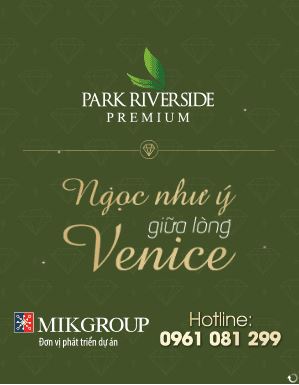 PARK RIVERSIDE
PREMIUM
Ngọc như ý
giữa lòng
Venice
MIKGROUP
Đơn vị phát triển dự án
Hotline:
0961 081 299